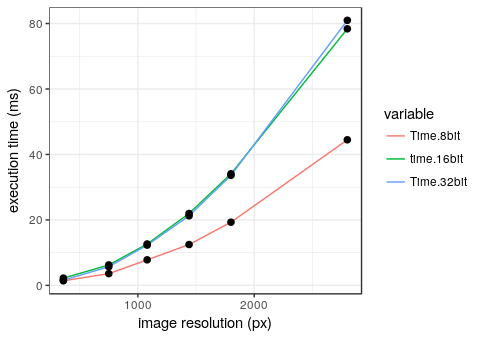 execution time (ms)
80
60
40
20
0
1000 2000
image resolution (px)
variable
Time.8bit
time.16bit
Time.32bit